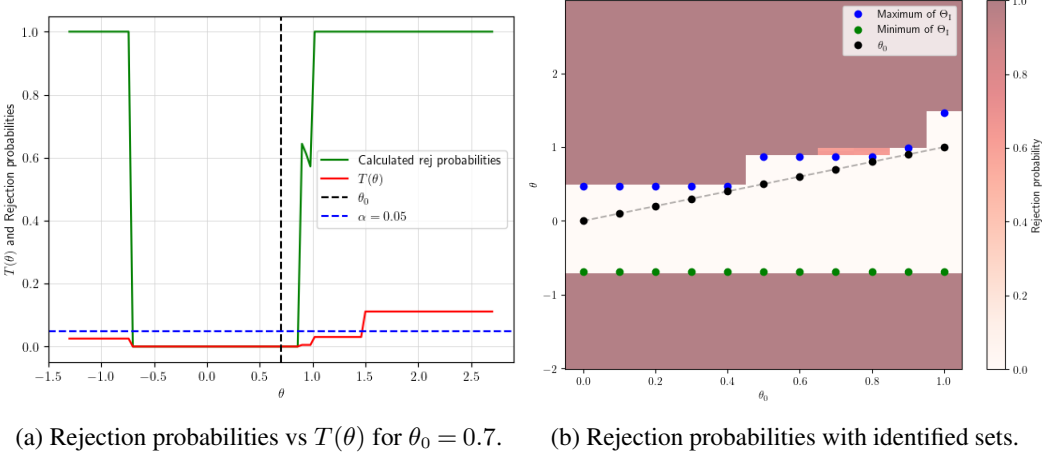 1.0
0.8
0.6
0.4
0.2
0.0
T(θ) and Rejection probabilities
−1.5 −1.0 −0.5 0.0 0.5 1.0 1.5 2.0 2.5
θ
Calculated rej probabilities
T(θ)
θ₀
α = 0.05
(a) Rejection probabilities vs T(θ) for θ₀ = 0.7.
2
1
0
−1
−2
θ
0.0 0.2 0.4 0.6 0.8 1.0
θ₀
Maximum of Θ_I
Minimum of Θ_I
θ₀
1.0
0.8
0.6
0.4
0.2
0.0
Rejection probability
(b) Rejection probabilities with identified sets.